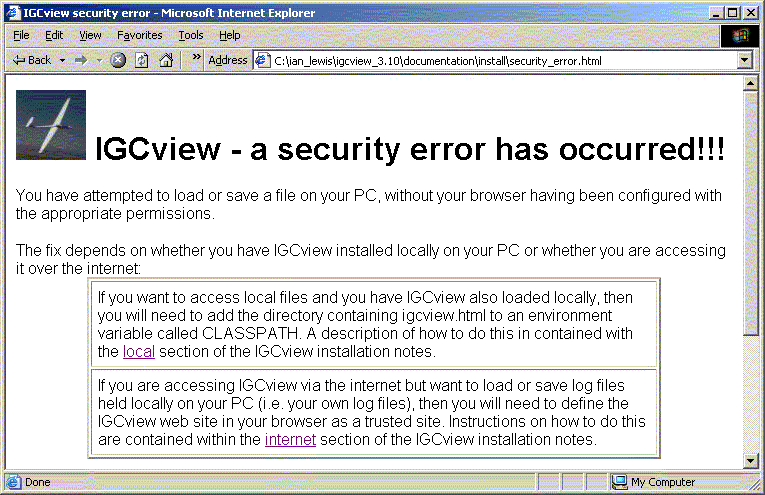 IGCview security error - Microsoft Internet Explorer
File Edit View Favorites Tools Help
Back » Address C:\ian_lewis\igcview_3.10\documentation\install\security_error.html
IGCview - a security error has occurred!!!
You have attempted to load or save a file on your PC, without your browser having been configured with
the appropriate permissions.
The fix depends on whether you have IGCview installed locally on your PC or whether you are accessing
it over the internet:
If you want to access local files and you have IGCview also loaded locally, then
you will need to add the directory containing igcview.html to an environment
variable called CLASSPATH. A description of how to do this in contained with
the local section of the IGCview installation notes.
If you are accessing IGCview via the internet but want to load or save log files
held locally on your PC (i.e. your own log files), then you will need to define the
IGCview web site in your browser as a trusted site. Instructions on how to do this
are contained within the internet section of the IGCview installation notes.
Done My Computer